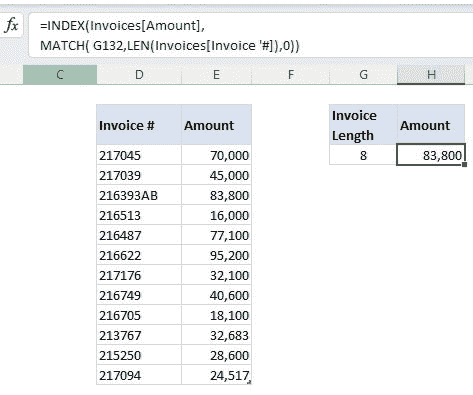 fx =INDEX(Invoices[Amount],
MATCH( G132,LEN(Invoices[Invoice '#]),0))
C D E F G H
Invoice # Amount
217045 70,000
217039 45,000
216393AB 83,800
216513 16,000
216487 77,100
216622 95,200
217176 32,100
216749 40,600
216705 18,100
213767 32,683
215250 28,600
217094 24,517
Invoice
Length Amount
8 83,800